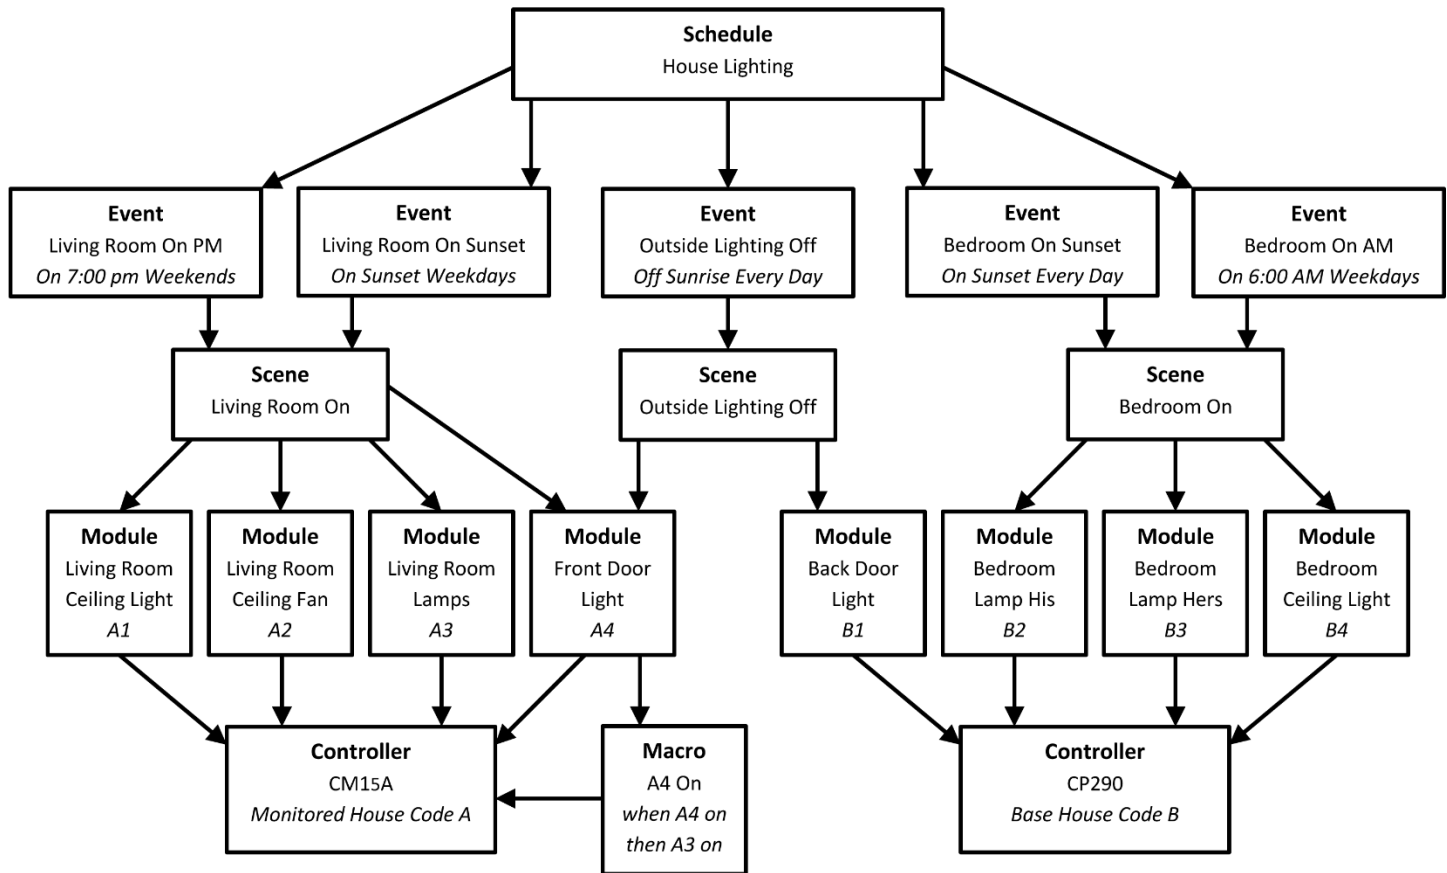 Schedule
House Lighting
Event
Living Room On PM
On 7:00 pm Weekends
Event
Living Room On Sunset
On Sunset Weekdays
Event
Outside Lighting Off
Off Sunrise Every Day
Event
Bedroom On Sunset
On Sunset Every Day
Event
Bedroom On AM
On 6:00 AM Weekdays
Scene
Living Room On
Scene
Outside Lighting Off
Scene
Bedroom On
Module
Living Room
Ceiling Light
A1
Module
Living Room
Ceiling Fan
A2
Module
Living Room
Lamps
A3
Module
Front Door
Light
A4
Module
Back Door
Light
B1
Module
Bedroom
Lamp His
B2
Module
Bedroom
Lamp Hers
B3
Module
Bedroom
Ceiling Light
B4
Controller
CM15A
Monitored House Code A
Macro
A4 On
when A4 on
then A3 on
Controller
CP290
Base House Code B